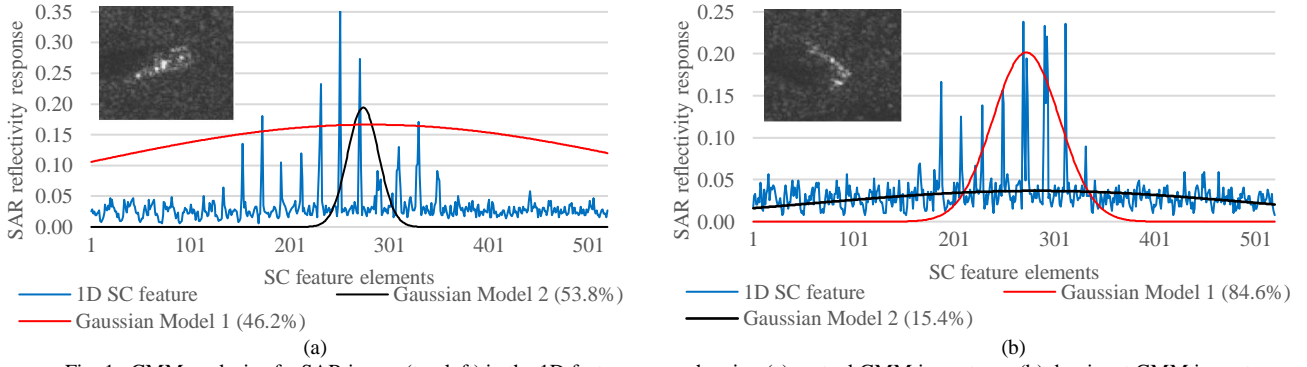 SAR reflectivity response
0.35
0.30
0.25
0.20
0.15
0.10
0.05
0.00
1 101 201 301 401 501
SC feature elements
1D SC feature
Gaussian Model 2 (53.8%)
Gaussian Model 1 (46.2%)
(a)
SAR reflectivity response
0.25
0.20
0.15
0.10
0.05
0.00
1 101 201 301 401 501
SC feature elements
1D SC feature
Gaussian Model 1 (84.6%)
Gaussian Model 2 (15.4%)
(b)